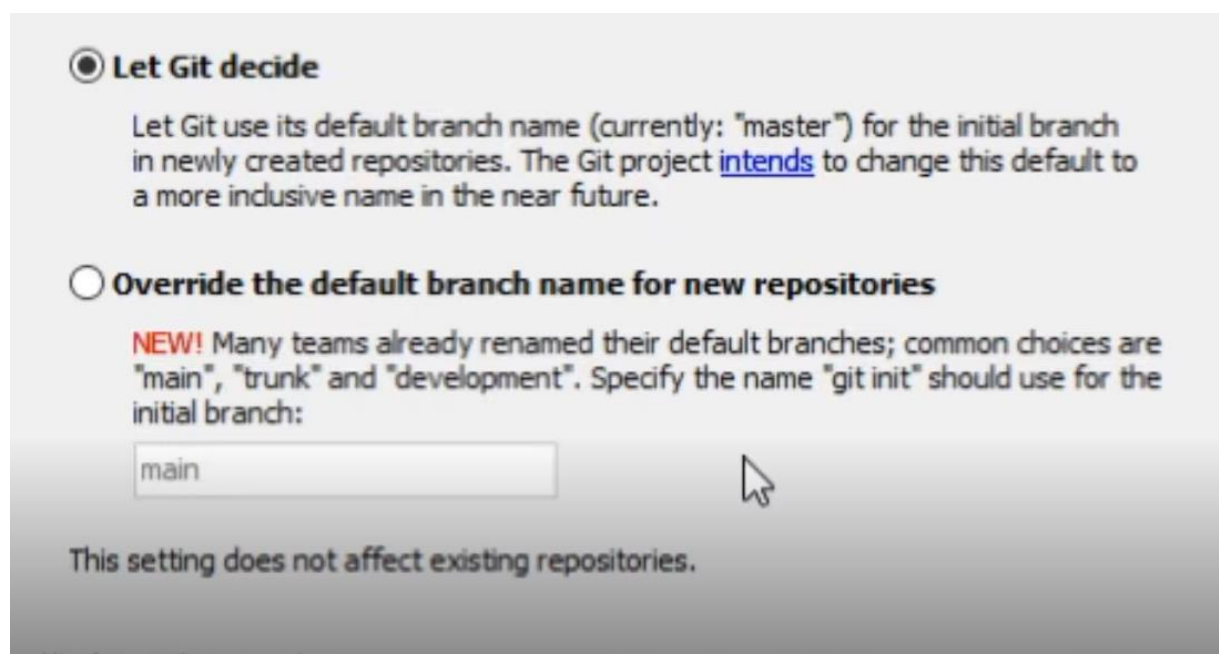 Let Git decide
Let Git use its default branch name (currently: "master") for the initial branch
in newly created repositories. The Git project intends to change this default to
a more inclusive name in the near future.
Override the default branch name for new repositories
NEW! Many teams already renamed their default branches; common choices are
"main", "trunk" and "development". Specify the name "git init" should use for the
initial branch:
main
This setting does not affect existing repositories.